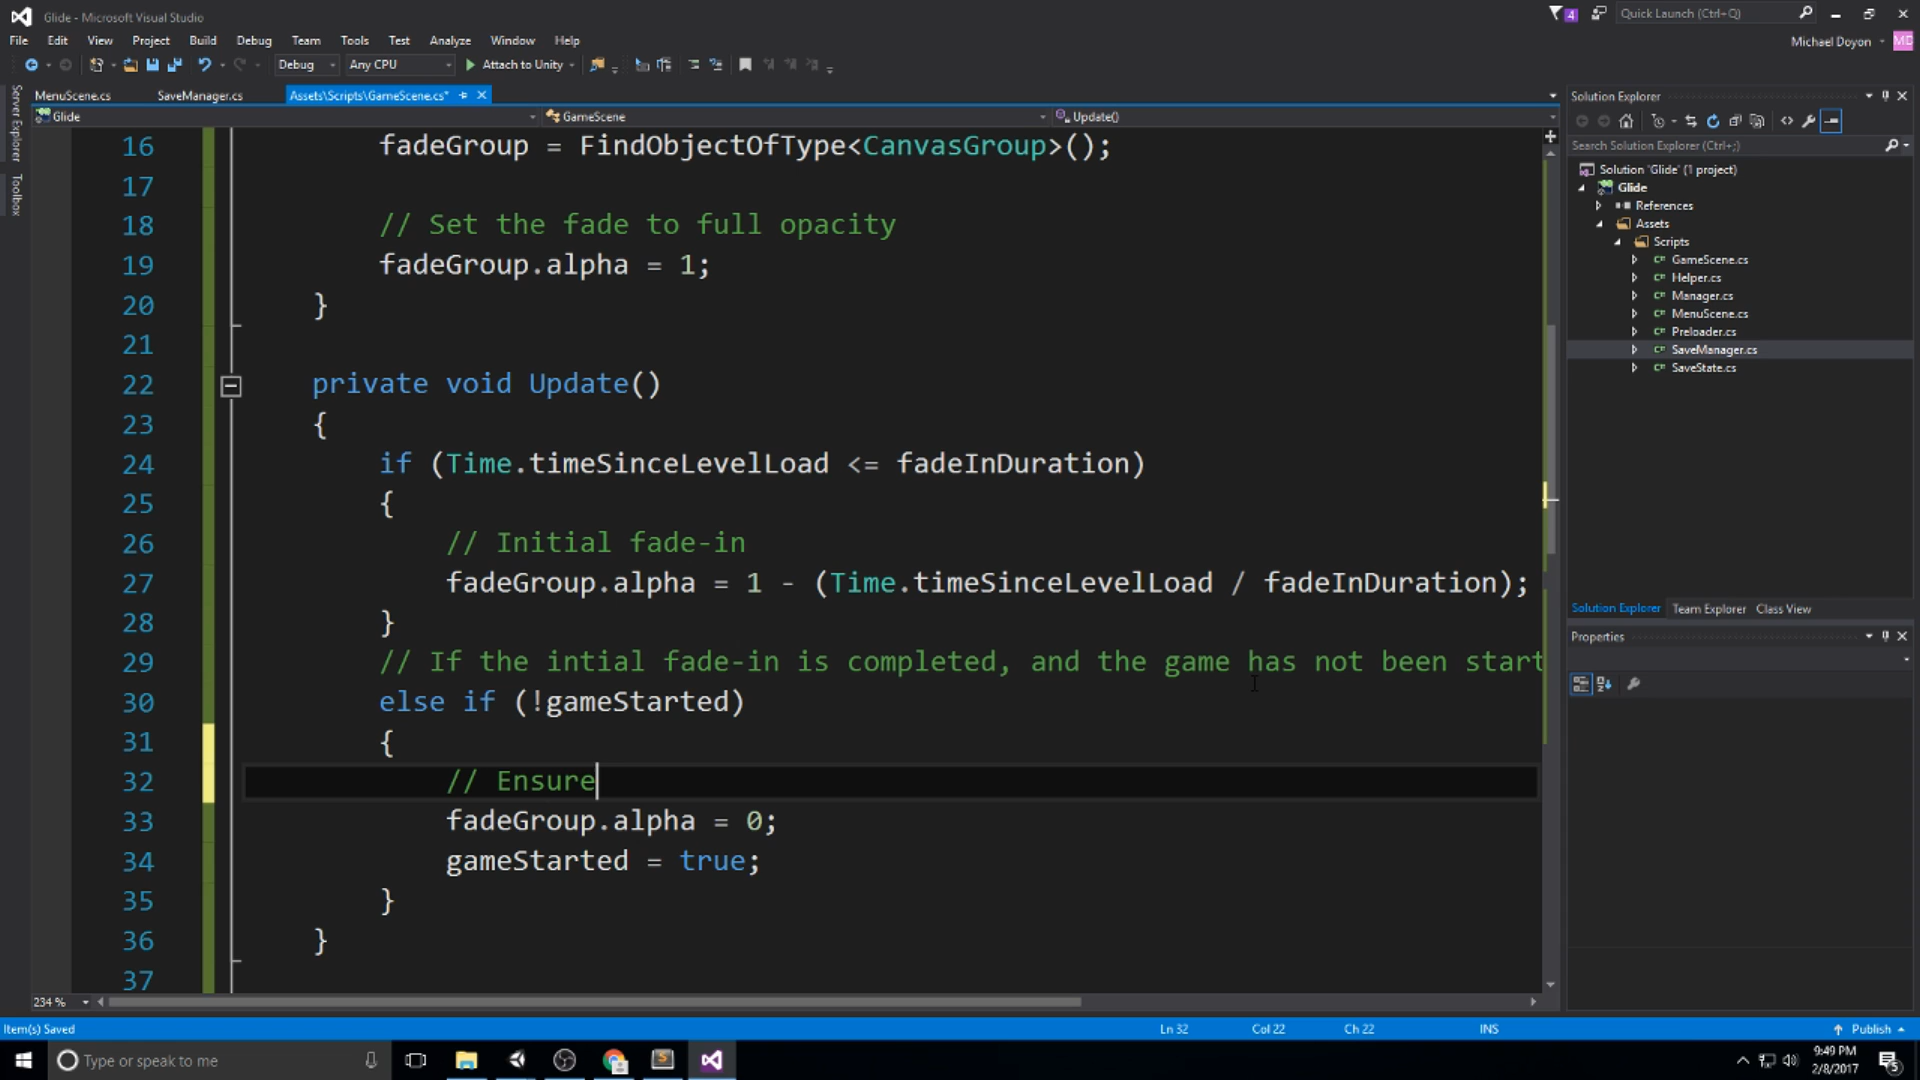 Glide - Microsoft Visual Studio
4
Quick Launch (Ctrl+Q)
File Edit View Project Build Debug Team Tools Test Analyze Window Help
Michael Doyon
MD
Debug
Any CPU
Attach to Unity
Server Explorer
Toolbox
MenuScene.cs
SaveManager.cs
Assets\Scripts\GameScene.cs*
Glide
GameScene
Update()
16 fadeGroup = FindObjectOfType<CanvasGroup>();
17
18 // Set the fade to full opacity
19 fadeGroup.alpha = 1;
20 }
21
22 private void Update()
23 {
24 if (Time.timeSinceLevelLoad <= fadeInDuration)
25 {
26 // Initial fade-in
27 fadeGroup.alpha = 1 - (Time.timeSinceLevelLoad / fadeInDuration);
28 }
29 // If the intial fade-in is completed, and the game has not been start
30 else if (!gameStarted)
31 {
32 // Ensure
33 fadeGroup.alpha = 0;
34 gameStarted = true;
35 }
36 }
37
234 %
Solution Explorer
Search Solution Explorer (Ctrl+;)
Solution 'Glide' (1 project)
Glide
References
Assets
Scripts
C# GameScene.cs
C# Helper.cs
C# Manager.cs
C# MenuScene.cs
C# Preloader.cs
C# SaveManager.cs
C# SaveState.cs
Solution Explorer Team Explorer Class View
Properties
Item(s) Saved
Ln 32
Col 22
Ch 22
INS
Publish
Type or speak to me
9:49 PM
2/8/2017
5